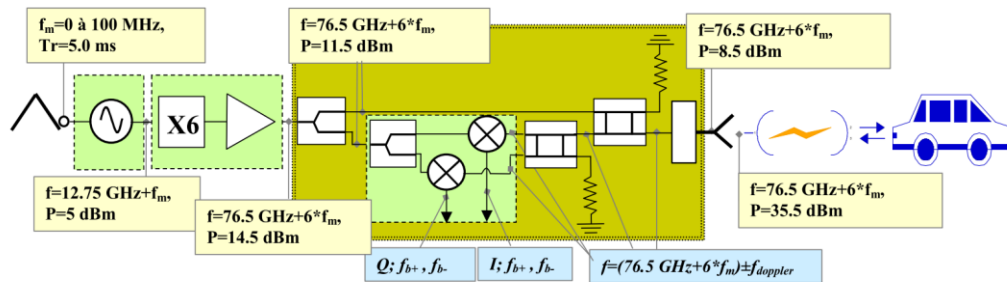 fm=0 à 100 MHz,
Tr=5.0 ms
f=76.5 GHz+6*fm,
P=11.5 dBm
f=76.5 GHz+6*fm,
P=8.5 dBm
X6
f=12.75 GHz+fm,
P=5 dBm
f=76.5 GHz+6*fm,
P=14.5 dBm
f=76.5 GHz+6*fm,
P=35.5 dBm
Q; fb+ , fb-
I; fb+ , fb-
f=(76.5 GHz+6*fm)±fdoppler